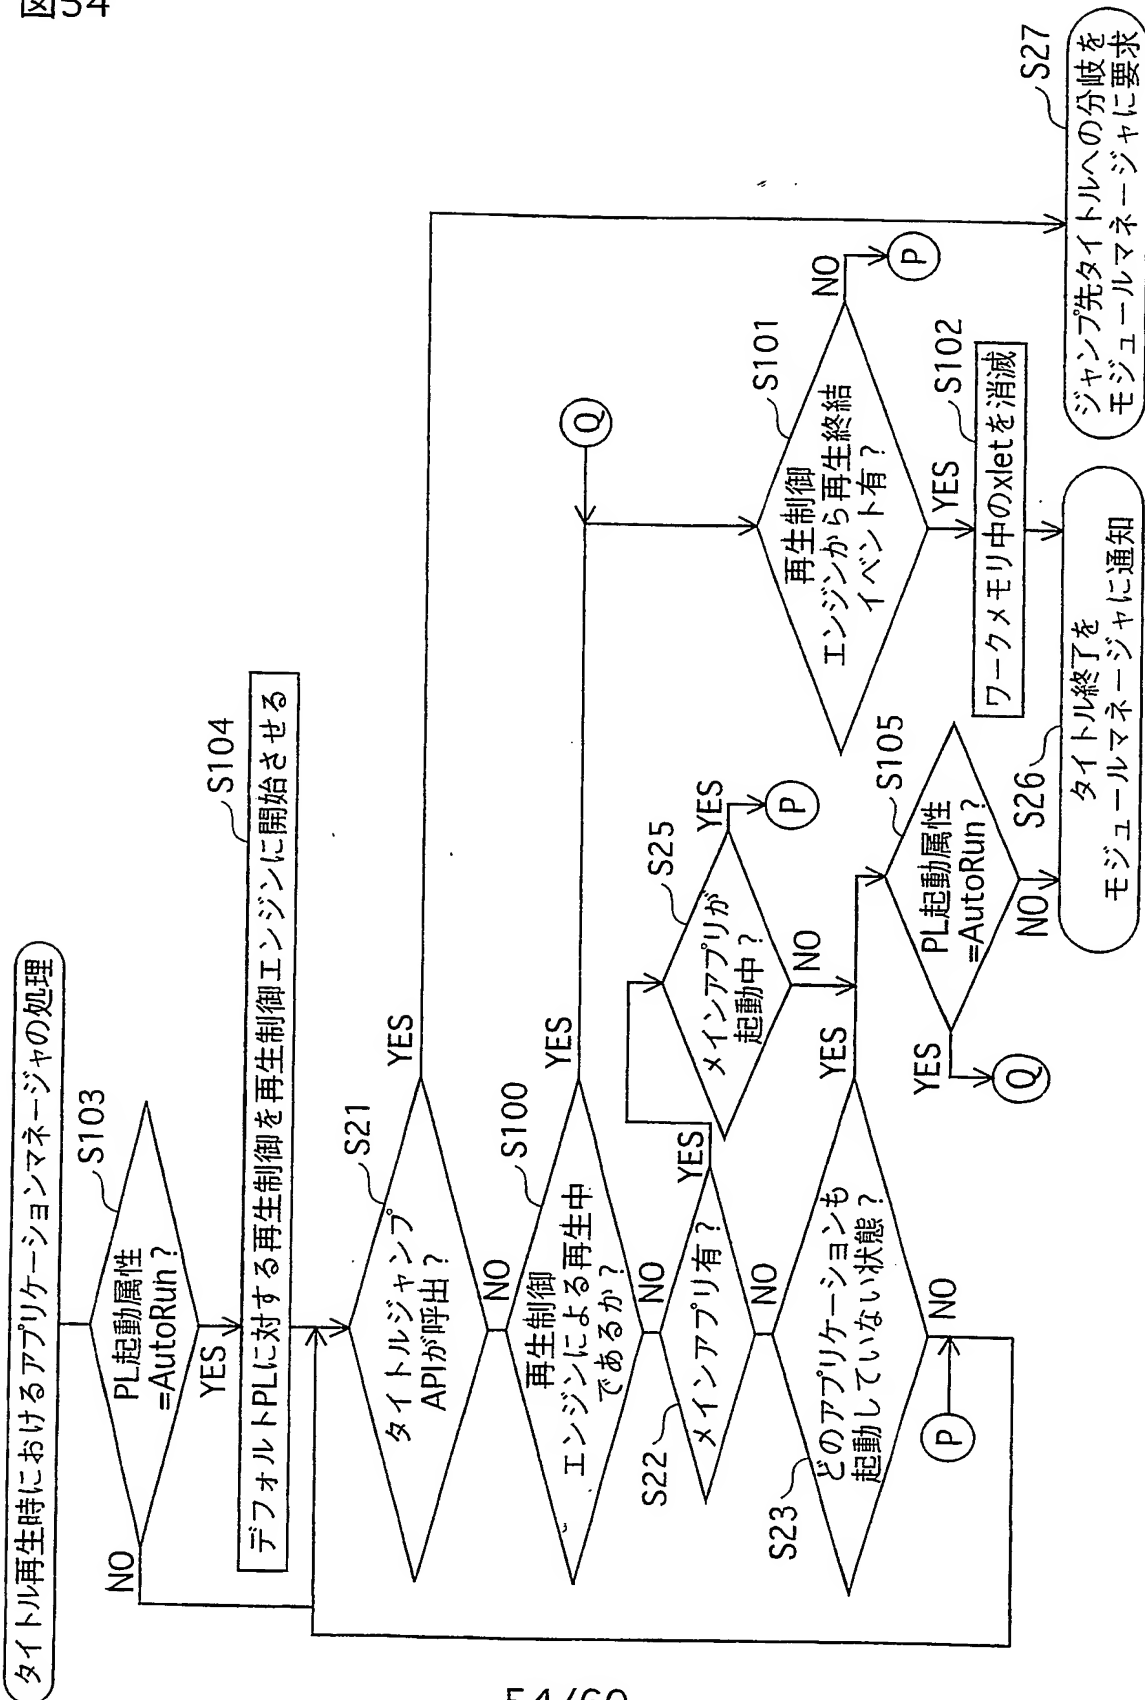 図54
タイトル再生時におけるアプリケーションマネージャの処理
S103
PL起動属性
=AutoRun?
NO
YES
S104
デフォルトPLに対する再生制御を再生制御エンジンに開始させる
S21
タイトルジャンプ
APIが呼出?
YES
NO
S100
再生制御
エンジンによる再生中
であるか?
YES
NO
Q
S22
メインアプリ有?
YES
NO
S25
メインアプリが
起動中?
YES
P
NO
S23
どのアプリケーションも
起動していない状態?
YES
NO
P
S105
PL起動属性
=AutoRun?
YES
Q
NO
S101
再生制御
エンジンから再生終結
イベント有?
NO
P
YES
S102
ワークメモリ中のxletを消滅
S26
タイトル終了を
モジュールマネージャに通知
S27
ジャンプ先タイトルへの分岐を
モジュールマネージャに要求
54/60